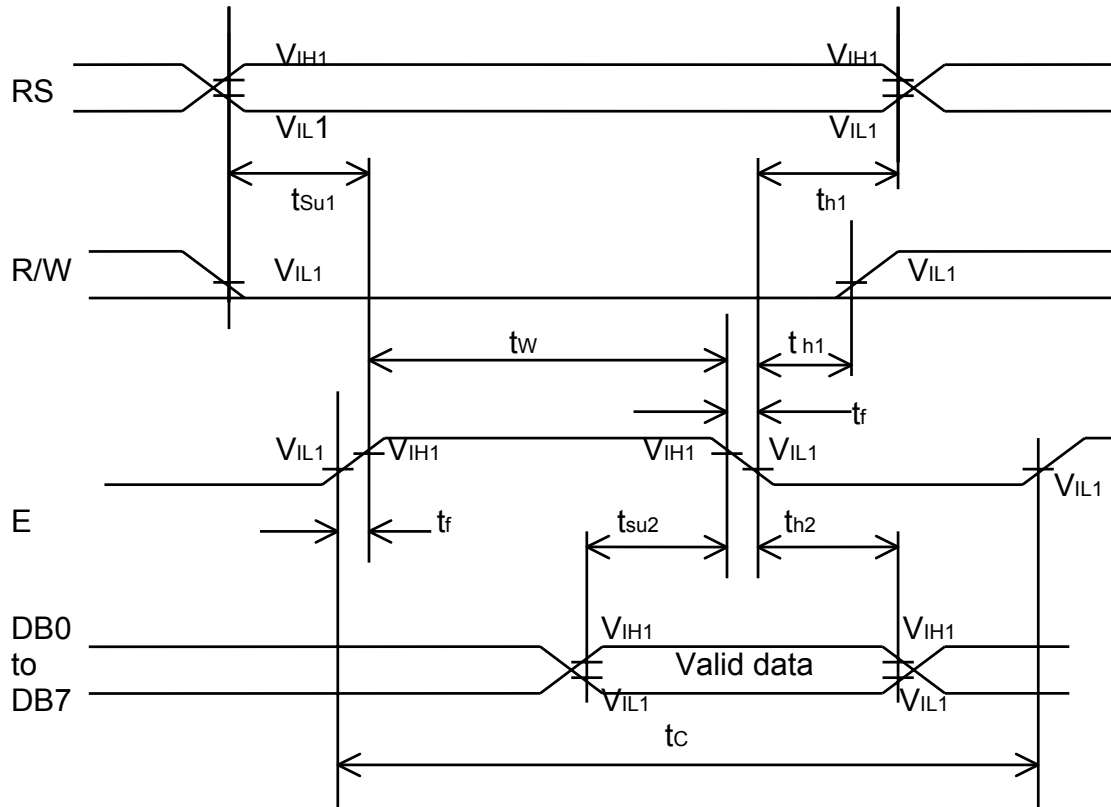 VIH1 VIH1
RS
VIL1 VIL1
tSu1 th1
R/W VIL1 VIL1
tW th1
tf
VIL1 VIH1 VIH1 VIL1
VIL1
E tf tsu2 th2
DB0 VIH1 VIH1
to Valid data
DB7 VIL1 VIL1
tC